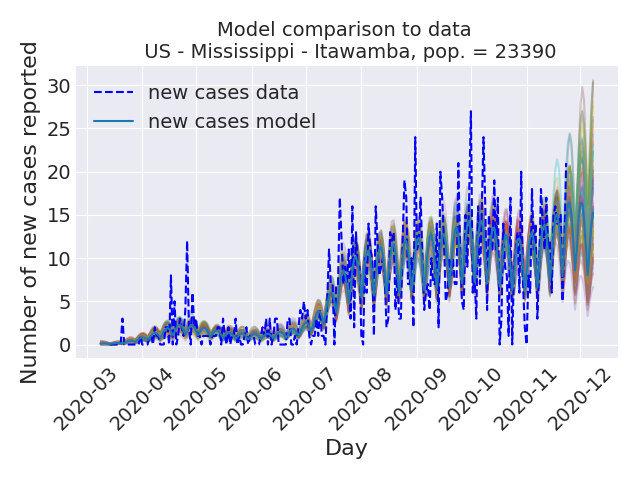 Model comparison to data
US - Mississippi - Itawamba, pop. = 23390
Number of new cases reported
30
25
20
15
10
5
0
new cases data
new cases model
2020-03
2020-04
2020-05
2020-06
2020-07
2020-08
2020-09
2020-10
2020-11
2020-12
Day